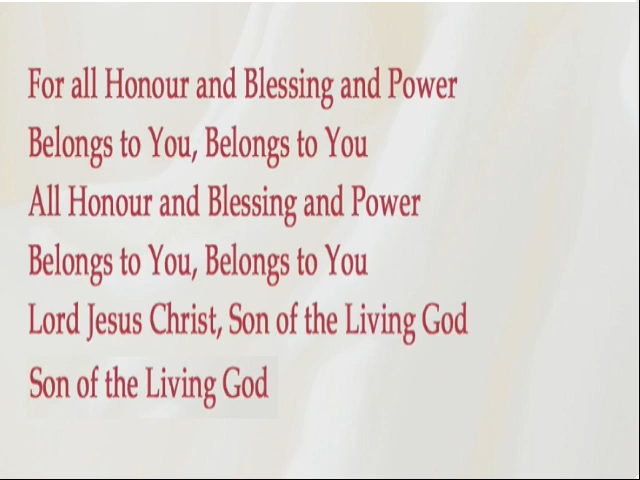 For all Honour and Blessing and Power
Belongs to You, Belongs to You
All Honour and Blessing and Power
Belongs to You, Belongs to You
Lord Jesus Christ, Son of the Living God
Son of the Living God